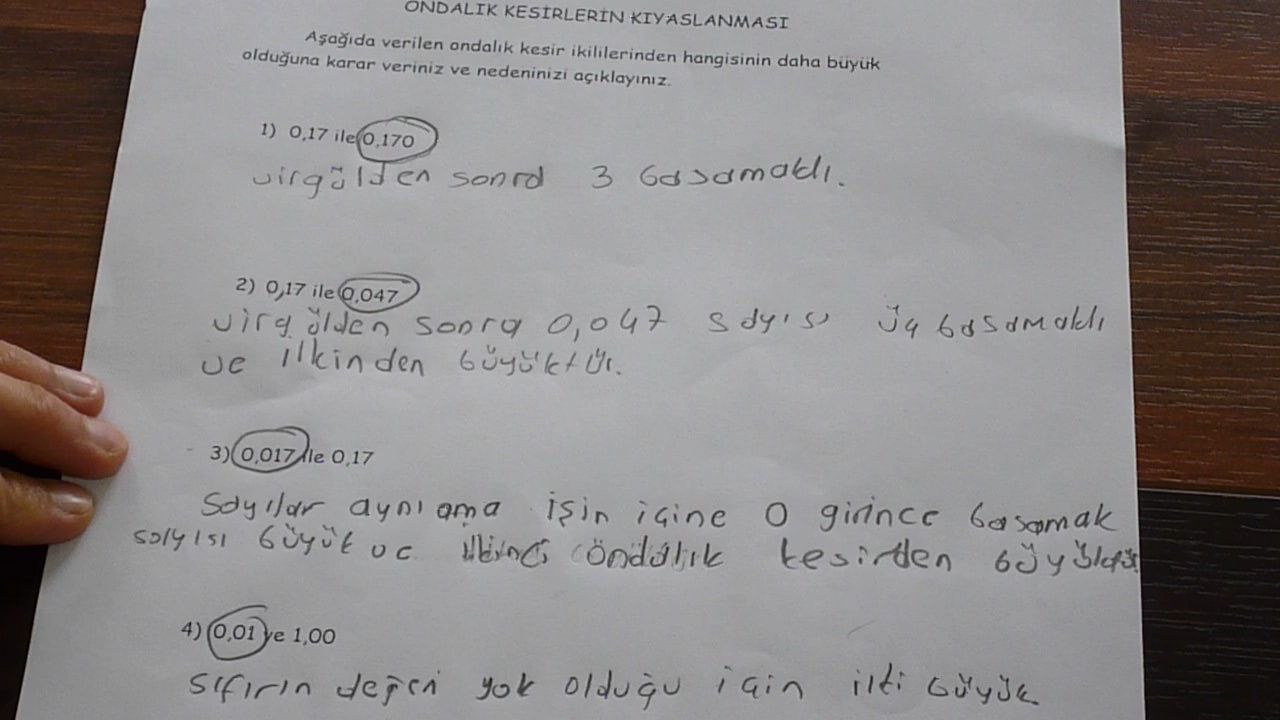 ONDALIK KESİRLERİN KIYASLANMASI
Aşağıda verilen ondalık kesir ikililerinden hangisinin daha büyük
olduğuna karar veriniz ve nedeninizi açıklayınız.
1) 0,17 ile 0,170
virgülden sonra 3 basamaklı.
2) 0,17 ile 0,047
virgülden sonra 0,047 sayısı üç basamaklı
ve ilkinden büyüktür.
3) 0,017 ile 0,17
Sayılar aynı ama işin içine 0 girince basamak
sayısı büyük ve ikinci öndalık kesirden büyüktür
4) 0,01 ve 1,00
Sıfırın değeri yok olduğu için ilki büyük